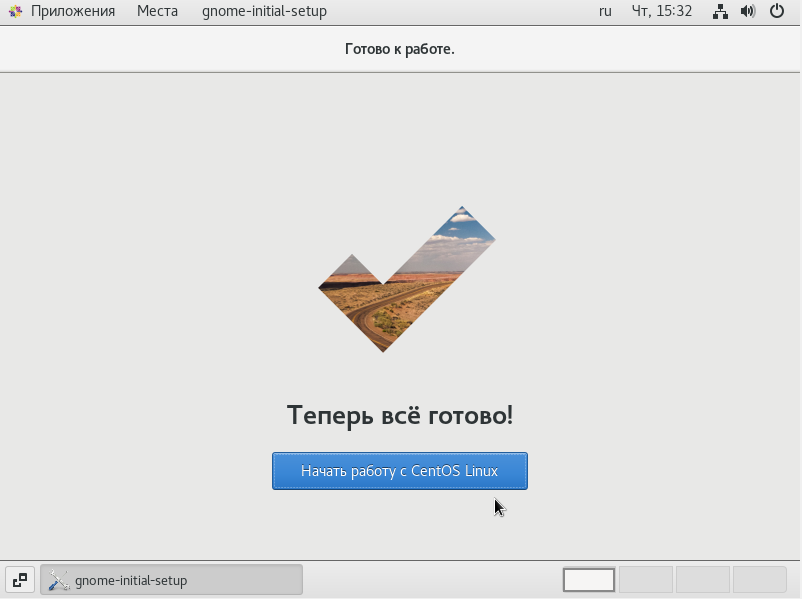 Приложения Места gnome-initial-setup ru Чт, 15:32
Готово к работе.
Теперь всё готово!
Начать работу с CentOS Linux
gnome-initial-setup